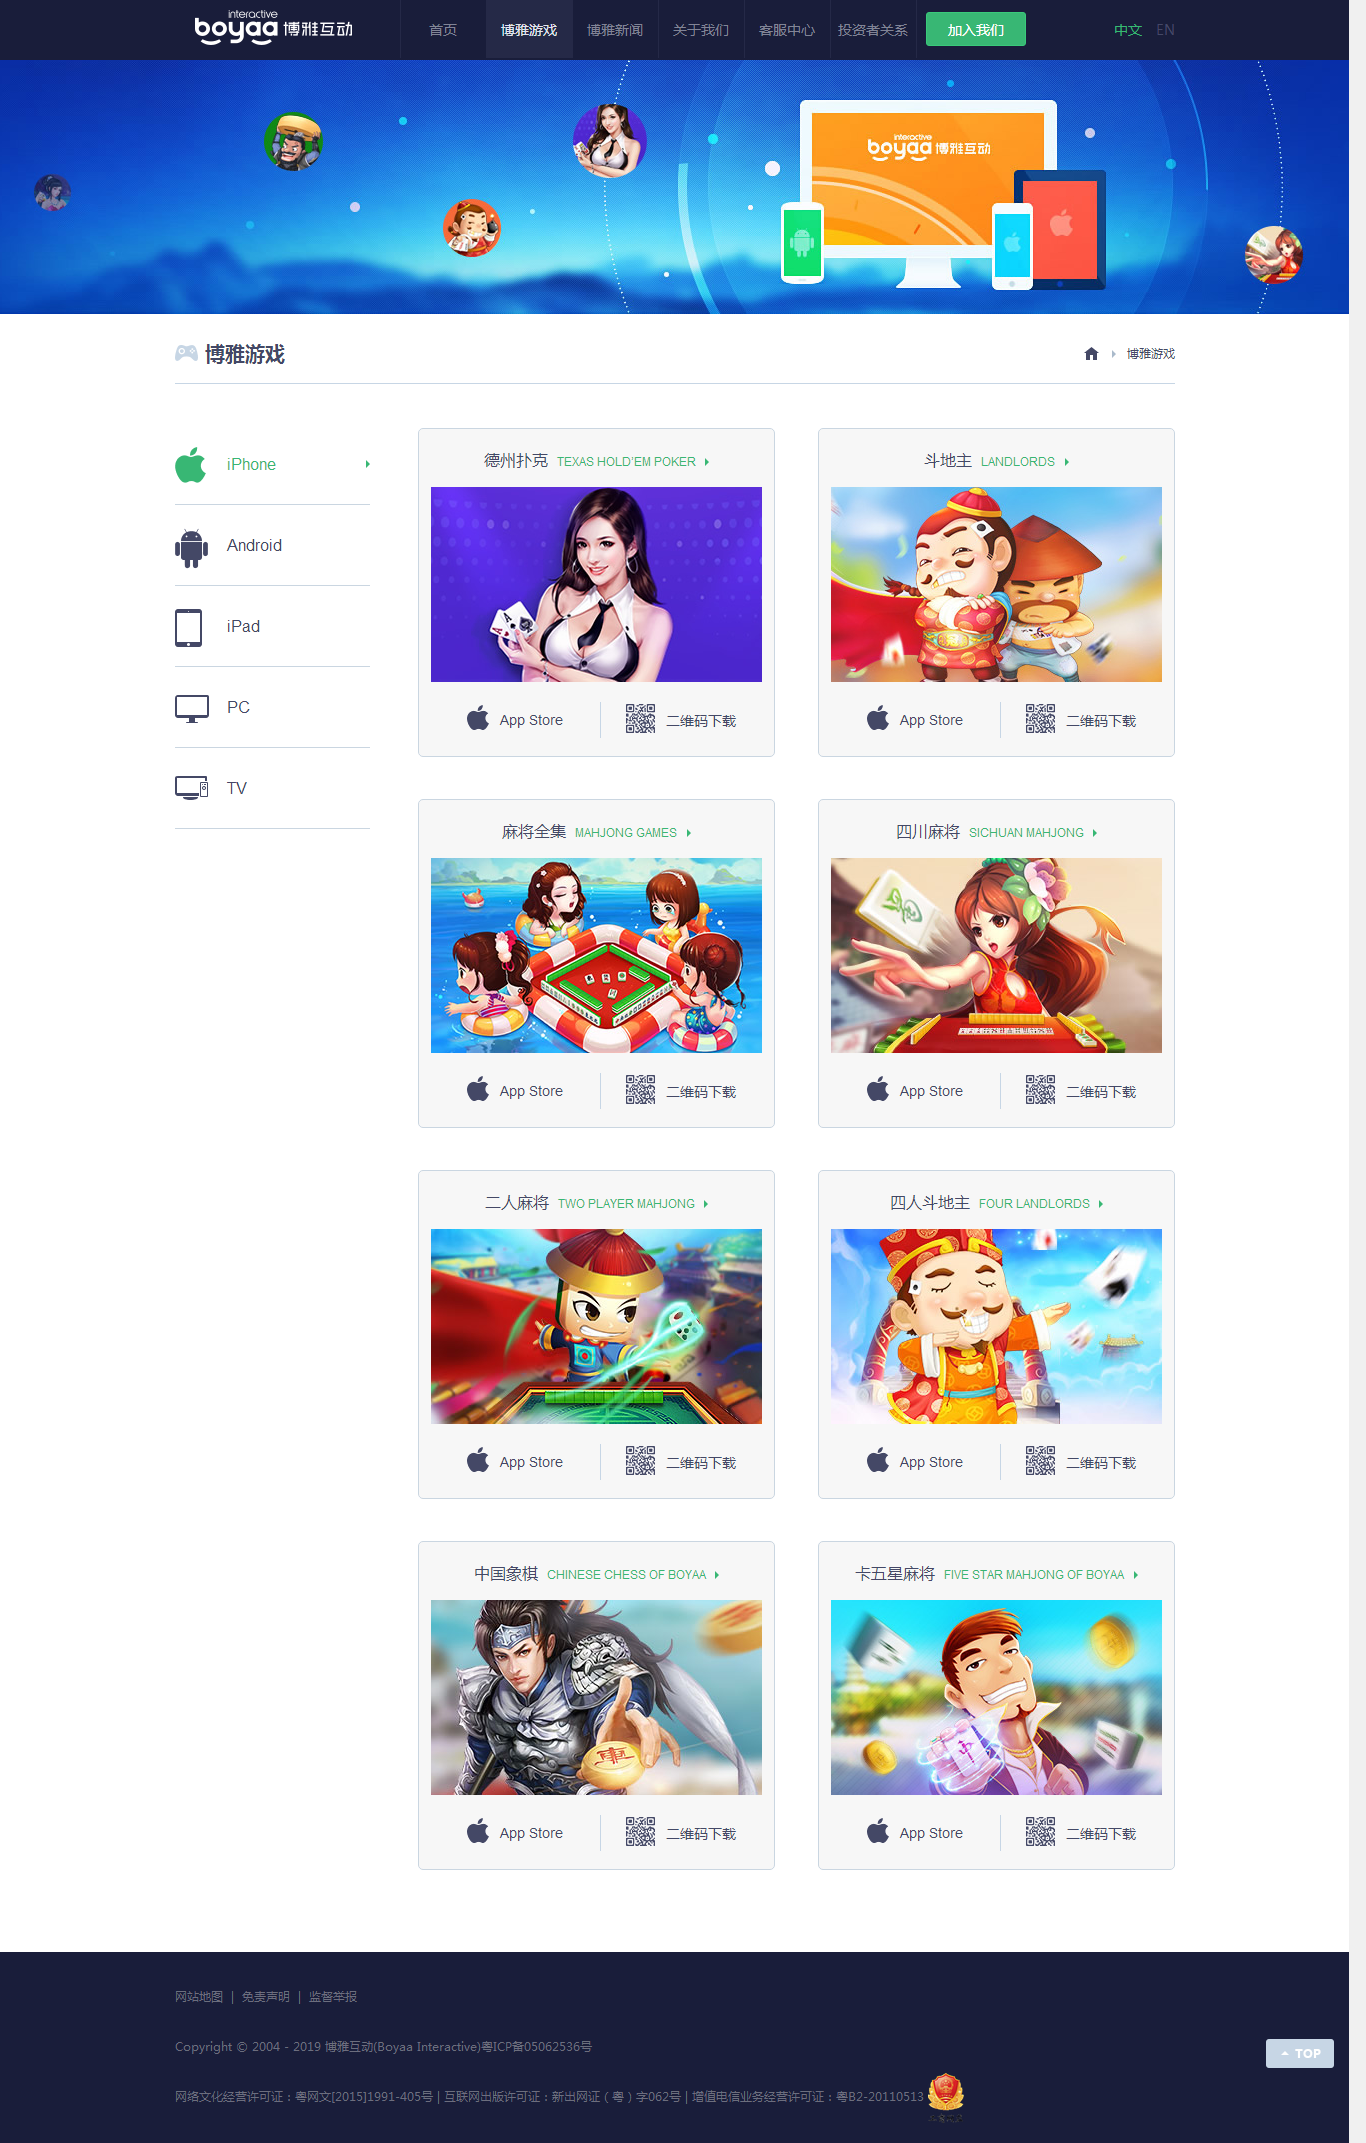 interactive
boyaa 博雅互动
首页
博雅游戏
博雅新闻
关于我们
客服中心
投资者关系
加入我们
中文
EN
interactive
boyaa 博雅互动
博雅游戏
博雅游戏
iPhone
Android
iPad
PC
TV
德州扑克 TEXAS HOLD'EM POKER
App Store
二维码下载
斗地主 LANDLORDS
App Store
二维码下载
麻将全集 MAHJONG GAMES
App Store
二维码下载
四川麻将 SICHUAN MAHJONG
App Store
二维码下载
二人麻将 TWO PLAYER MAHJONG
App Store
二维码下载
四人斗地主 FOUR LANDLORDS
App Store
二维码下载
中国象棋 CHINESE CHESS OF BOYAA
App Store
二维码下载
卡五星麻将 FIVE STAR MAHJONG OF BOYAA
App Store
二维码下载
网站地图 | 免责声明 | 监督举报
Copyright © 2004 - 2019 博雅互动(Boyaa Interactive)粤ICP备05062536号
网络文化经营许可证：粤网文[2015]1991-405号 | 互联网出版许可证：新出网证（粤）字062号 | 增值电信业务经营许可证：粤B2-20110513
TOP